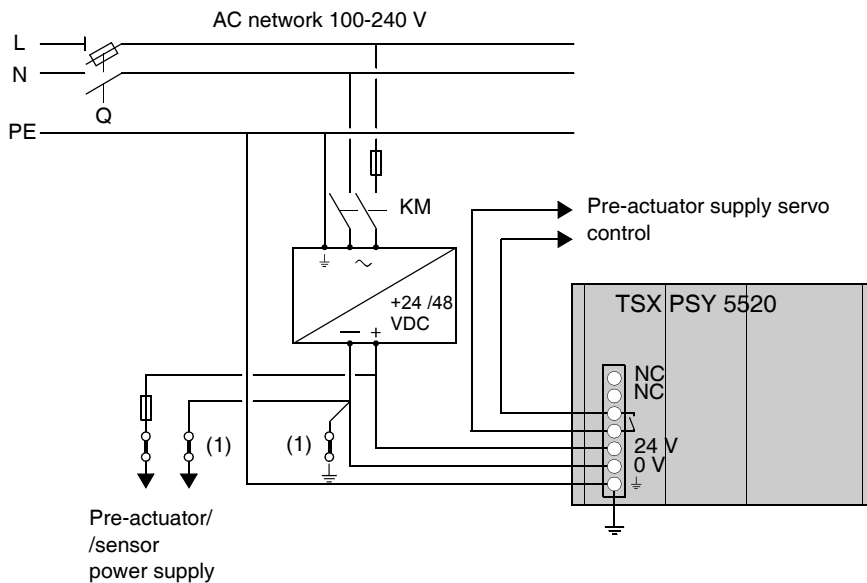 AC network 100-240 V
L
N
Q
PE
KM
Pre-actuator supply servo
control
+24 /48
VDC
— +
TSX PSY 5520
NC
NC
24 V
0 V
(1)
(1)
Pre-actuator/
/sensor
power supply